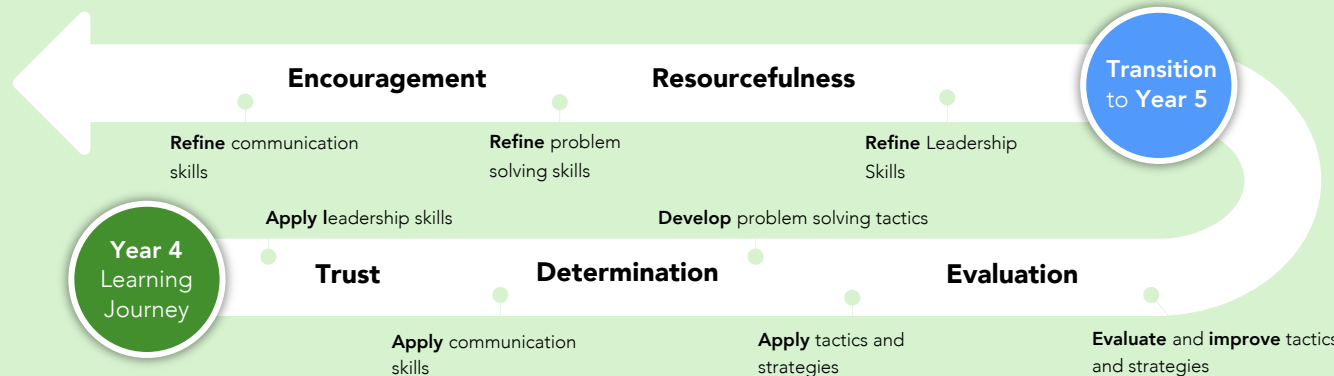 Encouragement
Resourcefulness
Transition
to Year 5
Refine communication
skills
Refine problem
solving skills
Refine Leadership
Skills
Apply leadership skills
Develop problem solving tactics
Year 4
Learning
Journey
Trust
Determination
Evaluation
Apply communication
skills
Apply tactics and
strategies
Evaluate and improve tactics
and strategies